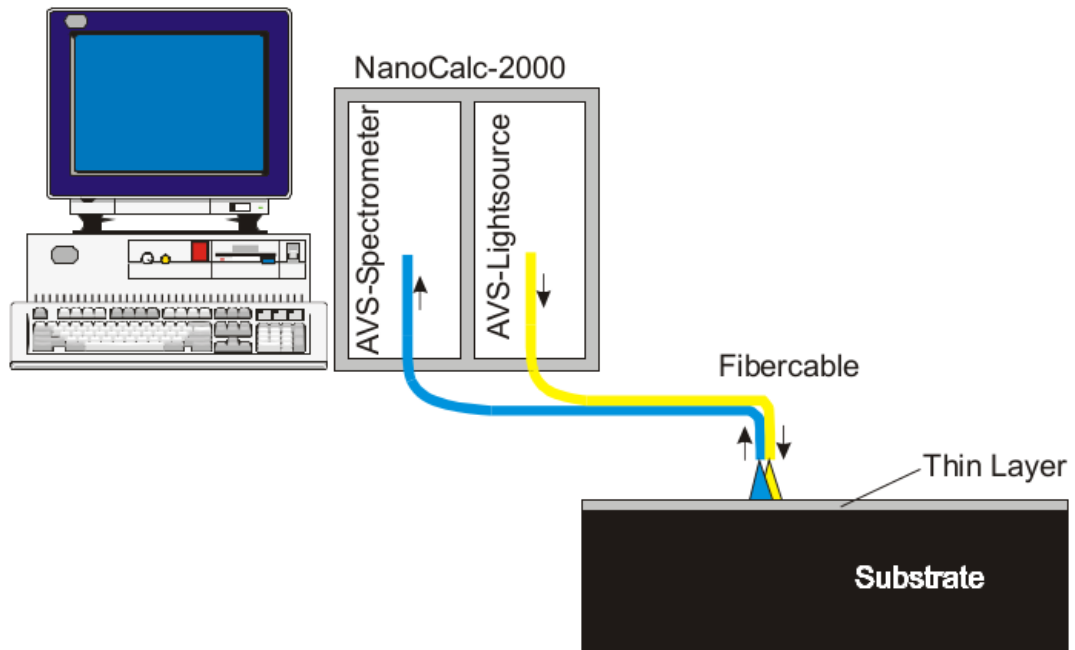 NanoCalc-2000
AVS-Spectrometer
AVS-Lightsource
Fibercable
Thin Layer
Substrate